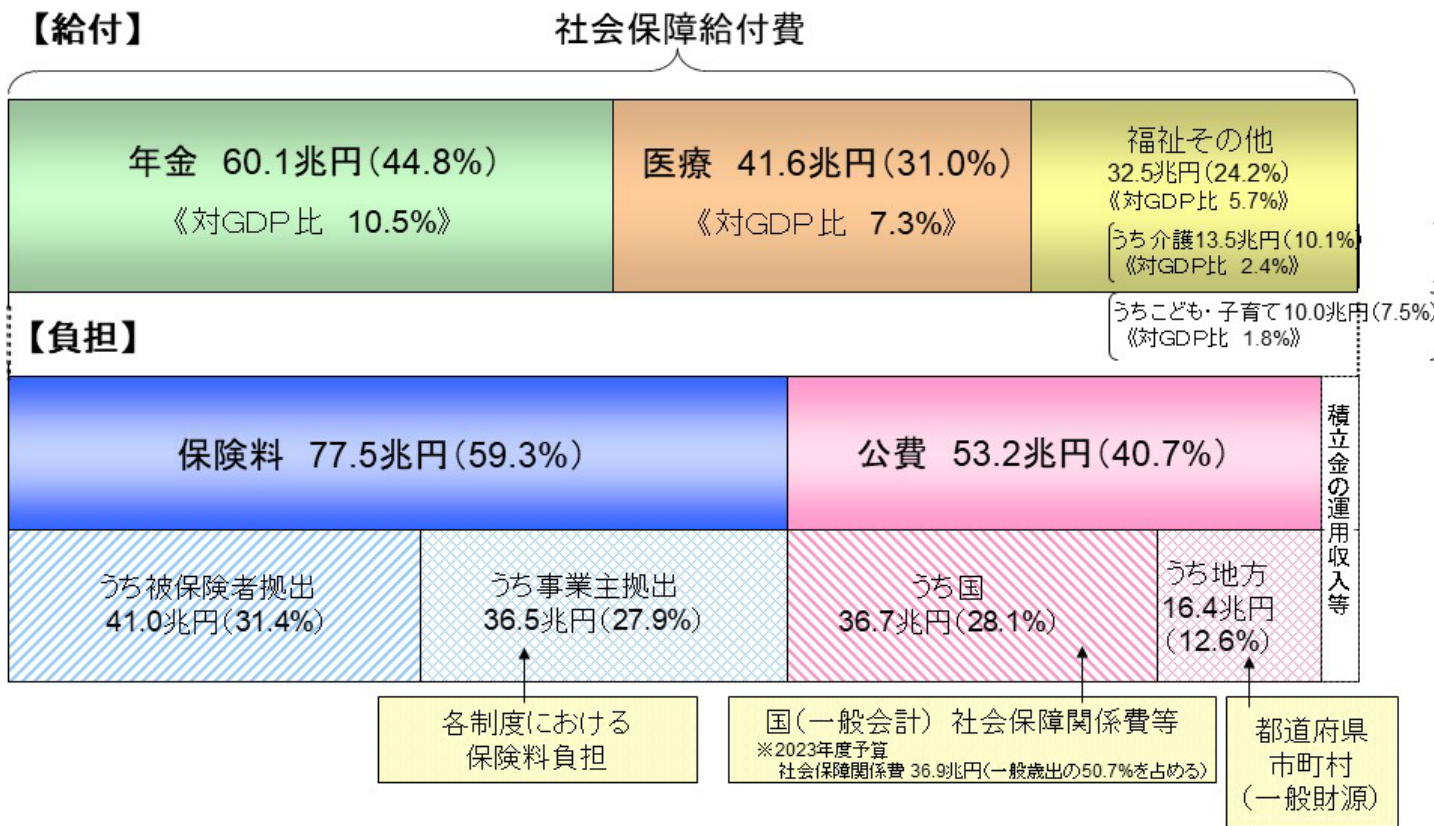 【給付】
社会保障給付費
年金 60.1兆円(44.8%)
《対GDP比 10.5%》
医療 41.6兆円(31.0%)
《対GDP比 7.3%》
福祉その他
32.5兆円(24.2%)
《対GDP比 5.7%》
うち介護13.5兆円(10.1%)
《対GDP比 2.4%》
うちこども・子育て10.0兆円(7.5%)
《対GDP比 1.8%》
【負担】
保険料 77.5兆円(59.3%)
公費 53.2兆円(40.7%)
積立金の運用収入等
うち被保険者拠出
41.0兆円(31.4%)
うち事業主拠出
36.5兆円(27.9%)
うち国
36.7兆円(28.1%)
うち地方
16.4兆円
(12.6%)
各制度における
保険料負担
国(一般会計) 社会保障関係費等
※2023年度予算
社会保障関係費 36.9兆円(一般歳出の50.7%を占める)
都道府県
市町村
(一般財源)